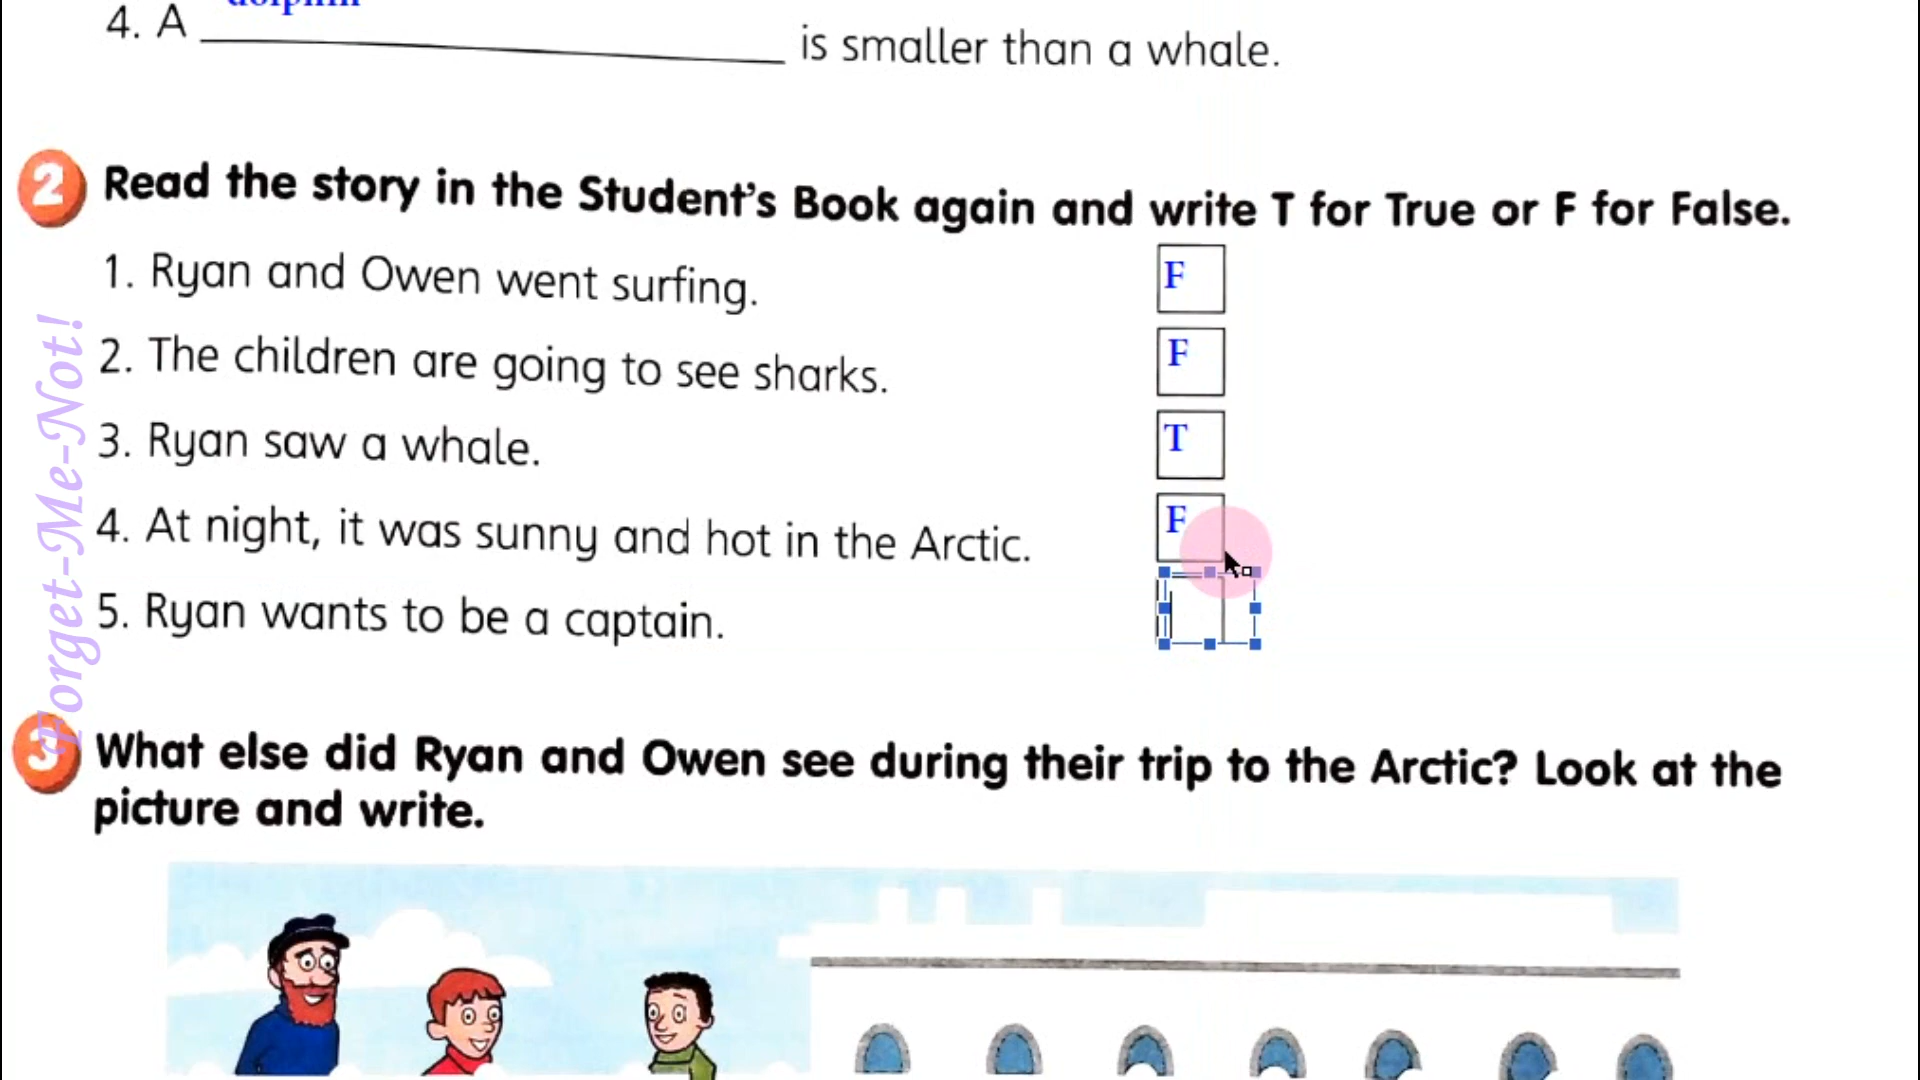 4. A dolphin is smaller than a whale.
2 Read the story in the Student's Book again and write T for True or F for False.
1. Ryan and Owen went surfing. F
2. The children are going to see sharks. F
3. Ryan saw a whale. T
4. At night, it was sunny and hot in the Arctic. F
5. Ryan wants to be a captain.
Forget-Me-Not!
3 What else did Ryan and Owen see during their trip to the Arctic? Look at the
picture and write.